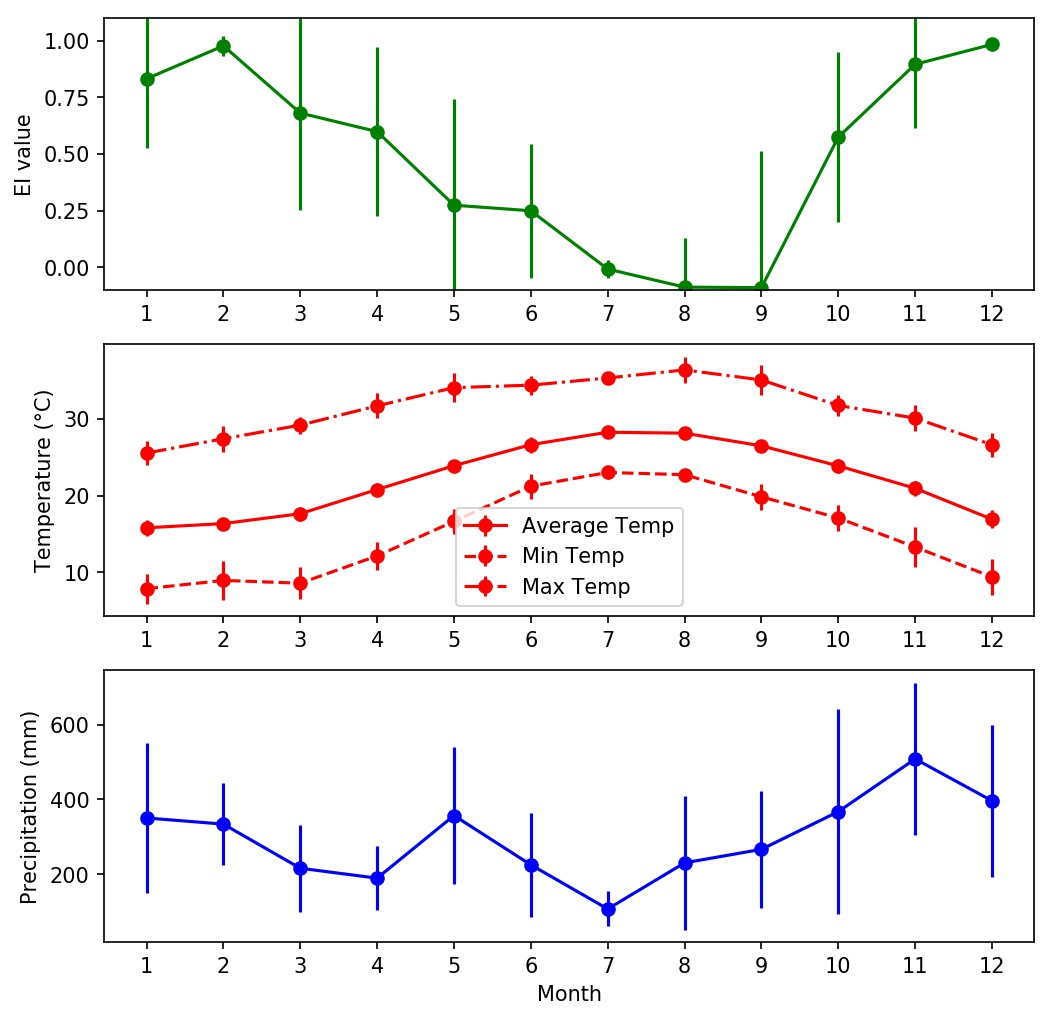 EI value
1.00
0.75
0.50
0.25
0.00
1 2 3 4 5 6 7 8 9 10 11 12
Temperature (°C)
30
20
10
Average Temp
Min Temp
Max Temp
1 2 3 4 5 6 7 8 9 10 11 12
Precipitation (mm)
600
400
200
1 2 3 4 5 6 7 8 9 10 11 12
Month